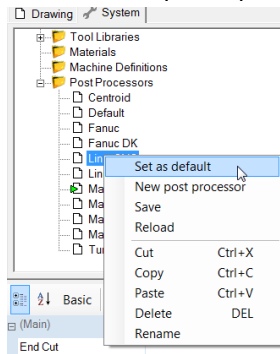 Drawing System
Tool Libraries
Materials
Machine Definitions
Post Processors
Centroid
Default
Fanuc
Fanuc DK
Lin
Set as default
New post processor
Save
Reload
Cut Ctrl+X
Copy Ctrl+C
Paste Ctrl+V
Delete DEL
Rename
Ma
Ma
Ma
Ma
Tu
Basic
(Main)
End Cut